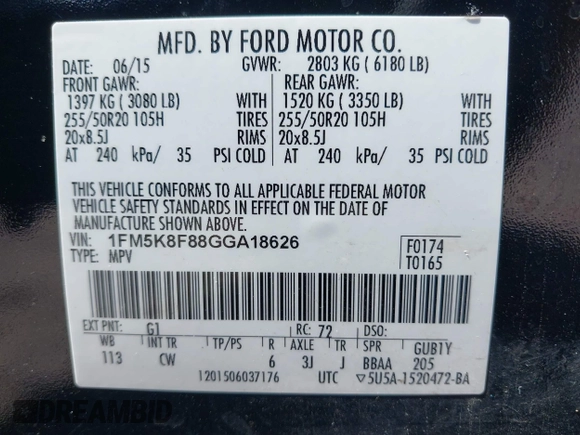 MFD. BY FORD MOTOR CO.
DATE: 06/15 GVWR: 2803 KG ( 6180 LB)
FRONT GAWR: REAR GAWR:
1397 KG ( 3080 LB) WITH 1520 KG ( 3350 LB) WITH
255/50R20 105H TIRES 255/50R20 105H TIRES
20x8.5J RIMS 20x8.5J RIMS
AT 240 kPa/ 35 PSI COLD AT 240 kPa/ 35 PSI COLD
THIS VEHICLE CONFORMS TO ALL APPLICABLE FEDERAL MOTOR
VEHICLE SAFETY STANDARDS IN EFFECT ON THE DATE OF
MANUFACTURE SHOWN ABOVE.
VIN: 1FM5K8F88GGA18626 F0174
TYPE: MPV T0165
EXT PNT: G1 RC: 72 DSO:
WB INT TR TP/PS R AXLE TR GUB1Y
113 CW 6 3J J BBAA 205
1201506037176 UTC ▽5U5A-1520472-BA
DREAMBID